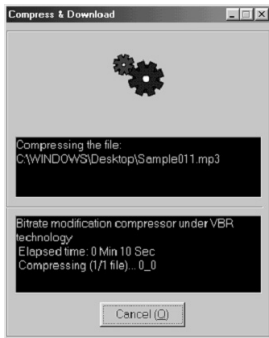 Compress & Download
Compressing the file:
C:\WINDOWS\Desktop\Sample011.mp3
Bitrate modification compressor under VBR
technology
Elapsed time: 0 Min 10 Sec
Compressing (1/1 file)... 0_0
Cancel (Q)